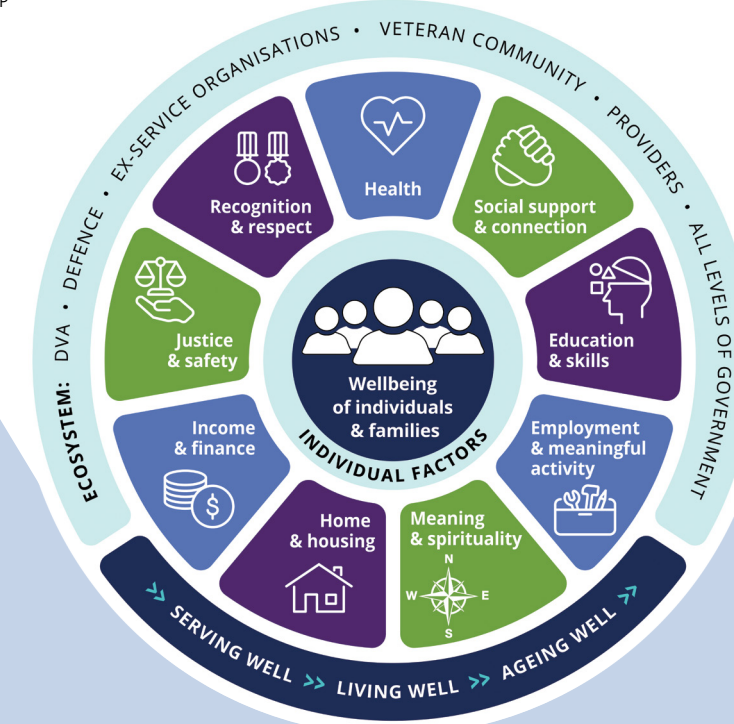 P
ECOSYSTEM: DVA • DEFENCE • EX-SERVICE ORGANISATIONS • VETERAN COMMUNITY • PROVIDERS • ALL LEVELS OF GOVERNMENT
Health
Social support
& connection
Education
& skills
Employment
& meaningful
activity
Meaning
& spirituality
N
W E
S
Home
& housing
$
Income
& finance
Justice
& safety
Recognition
& respect
Wellbeing
of individuals
& families
INDIVIDUAL FACTORS
>> SERVING WELL >> LIVING WELL >> AGEING WELL >>